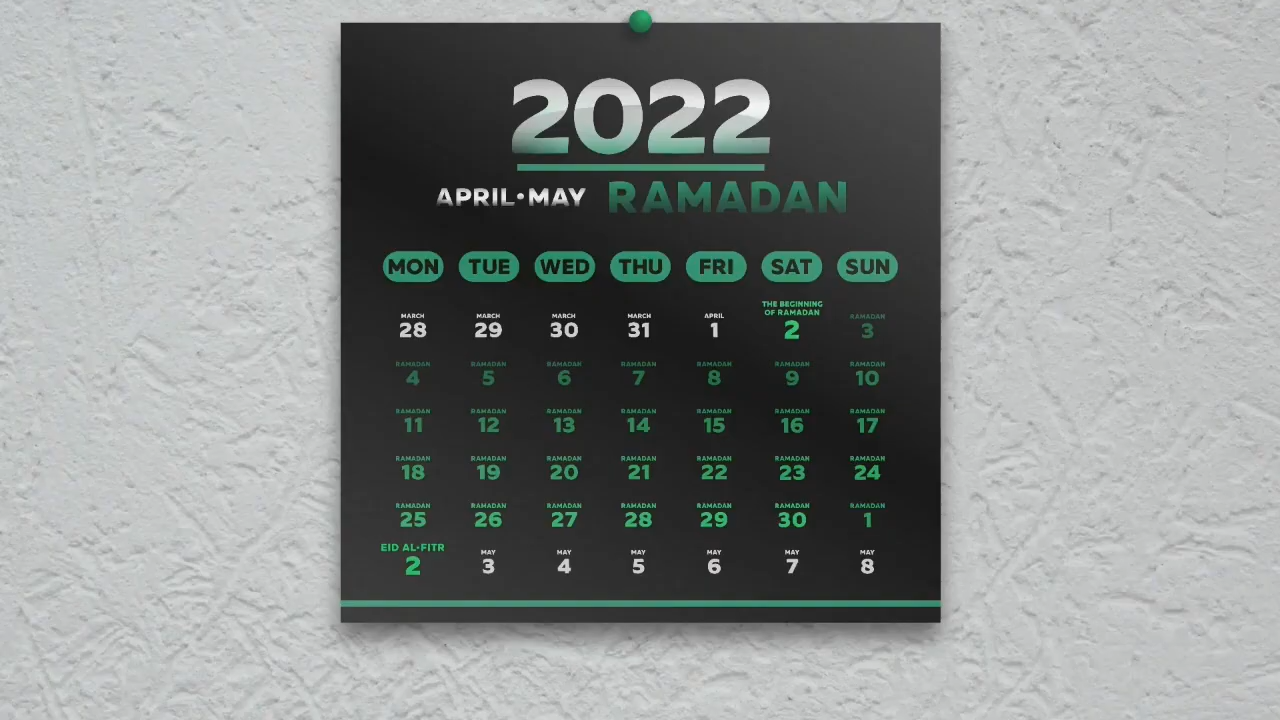 2022
APRIL•MAY RAMADAN
MON TUE WED THU FRI SAT SUN
THE BEGINNING
MARCH MARCH MARCH MARCH APRIL OF RAMADAN RAMADAN
28 29 30 31 1 2 3
RAMADAN RAMADAN RAMADAN RAMADAN RAMADAN RAMADAN RAMADAN
4 5 6 7 8 9 10
RAMADAN RAMADAN RAMADAN RAMADAN RAMADAN RAMADAN RAMADAN
11 12 13 14 15 16 17
RAMADAN RAMADAN RAMADAN RAMADAN RAMADAN RAMADAN RAMADAN
18 19 20 21 22 23 24
RAMADAN RAMADAN RAMADAN RAMADAN RAMADAN RAMADAN RAMADAN
25 26 27 28 29 30 1
EID AL•FITR MAY MAY MAY MAY MAY MAY
2 3 4 5 6 7 8